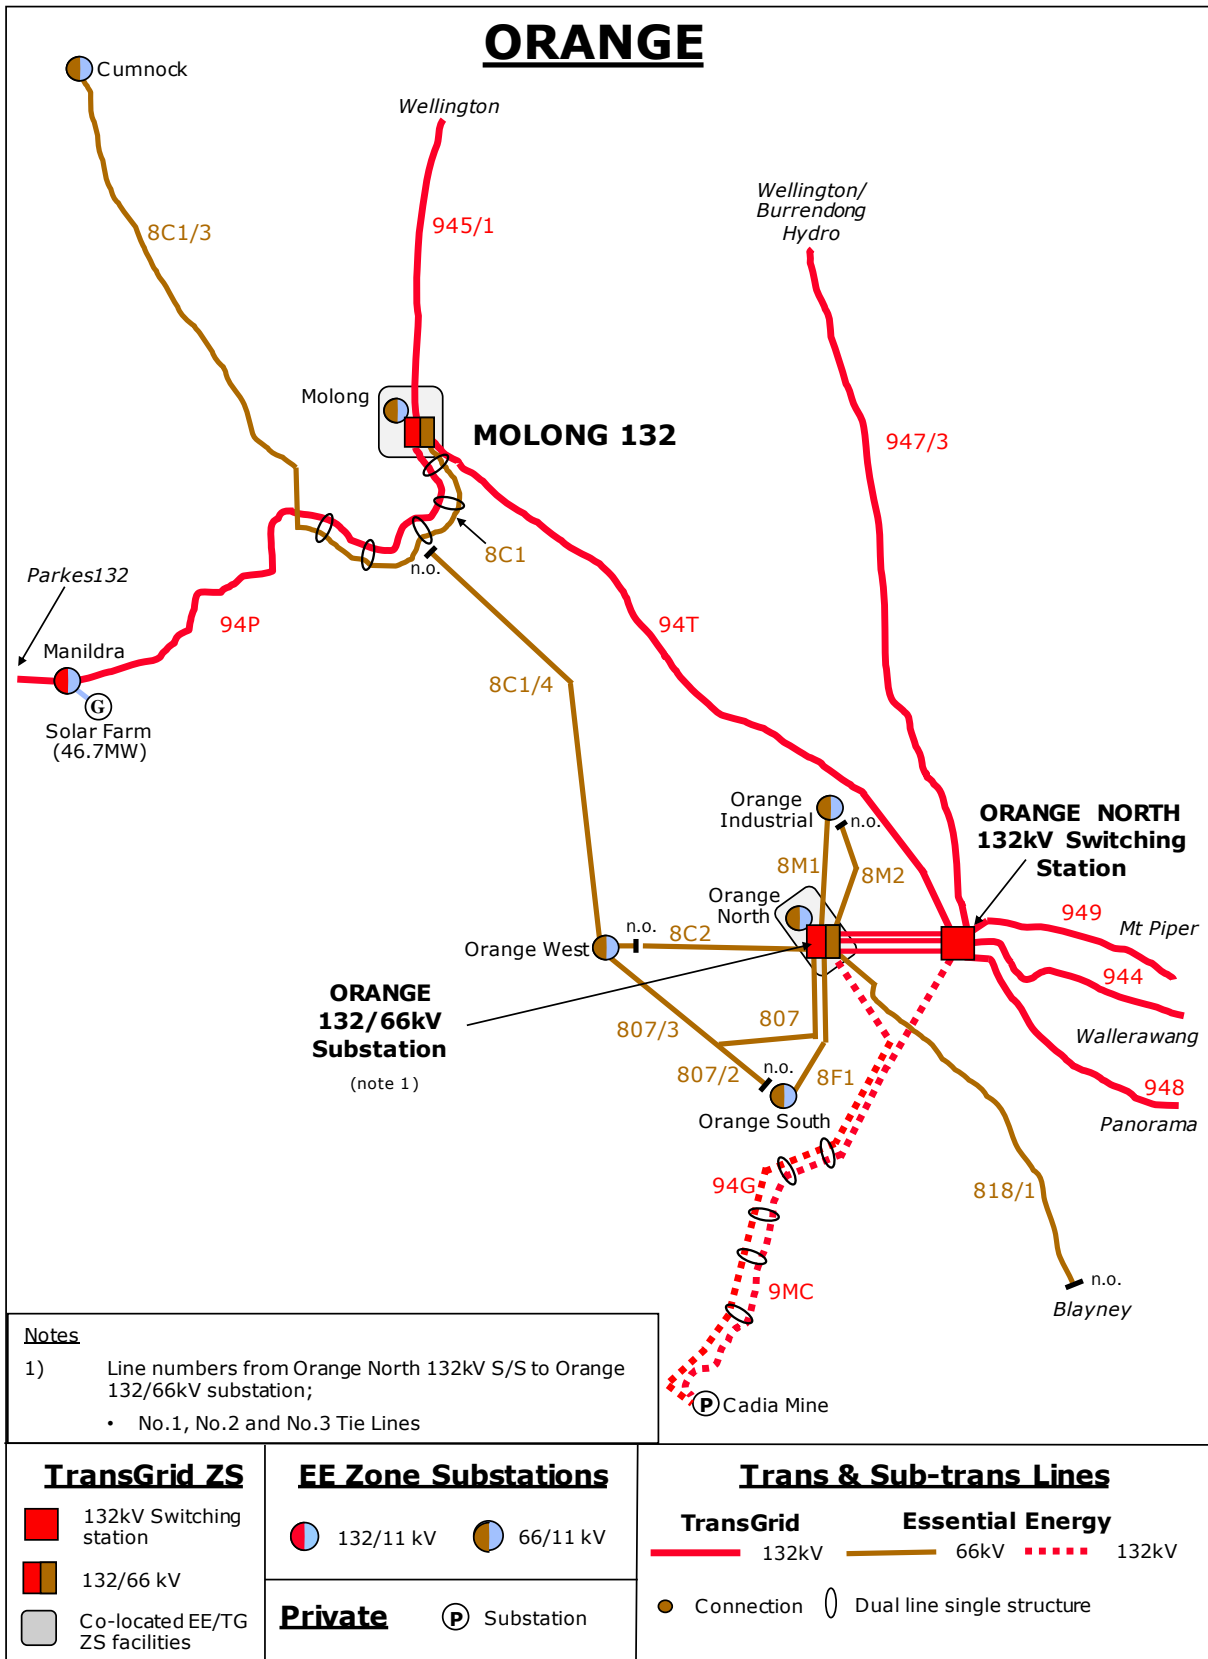 ORANGE
Cumnock
Wellington
Wellington/
Burrendong
Hydro
8C1/3
945/1
Molong
MOLONG 132
947/3
8C1
n.o.
Parkes132
94P
94T
Manildra
8C1/4
G
Solar Farm
(46.7MW)
Orange
Industrial
n.o.
ORANGE NORTH
132kV Switching
Station
8M1
8M2
Orange
North
949
Mt Piper
n.o.
8C2
Orange West
944
ORANGE
132/66kV
Substation
(note 1)
807/3
807
Wallerawang
807/2
n.o.
8F1
948
Orange South
Panorama
94G
818/1
9MC
n.o.
Blayney
P
Cadia Mine
Notes
1) Line numbers from Orange North 132kV S/S to Orange
132/66kV substation;
• No.1, No.2 and No.3 Tie Lines
TransGrid ZS
132kV Switching
station
132/66 kV
Co-located EE/TG
ZS facilities
EE Zone Substations
132/11 kV
66/11 kV
Private
P
Substation
Trans & Sub-trans Lines
TransGrid
Essential Energy
132kV
66kV
132kV
Connection
Dual line single structure